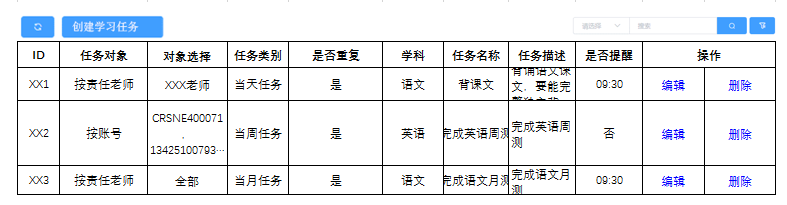 创建学习任务
请选择
搜索
ID 任务对象 对象选择 任务类别 是否重复 学科 任务名称 任务描述 是否提醒 操作
XX1 按责任老师 XXX老师 当天任务 是 语文 背课文 背诵语文课文，要能完 09:30 编辑 删除
XX2 按账号 CRSNE400071, 13425100793… 当周任务 是 英语 完成英语周测 完成英语周测 否 编辑 删除
XX3 按责任老师 全部 当月任务 是 语文 完成语文月测 完成语文月测 09:30 编辑 删除